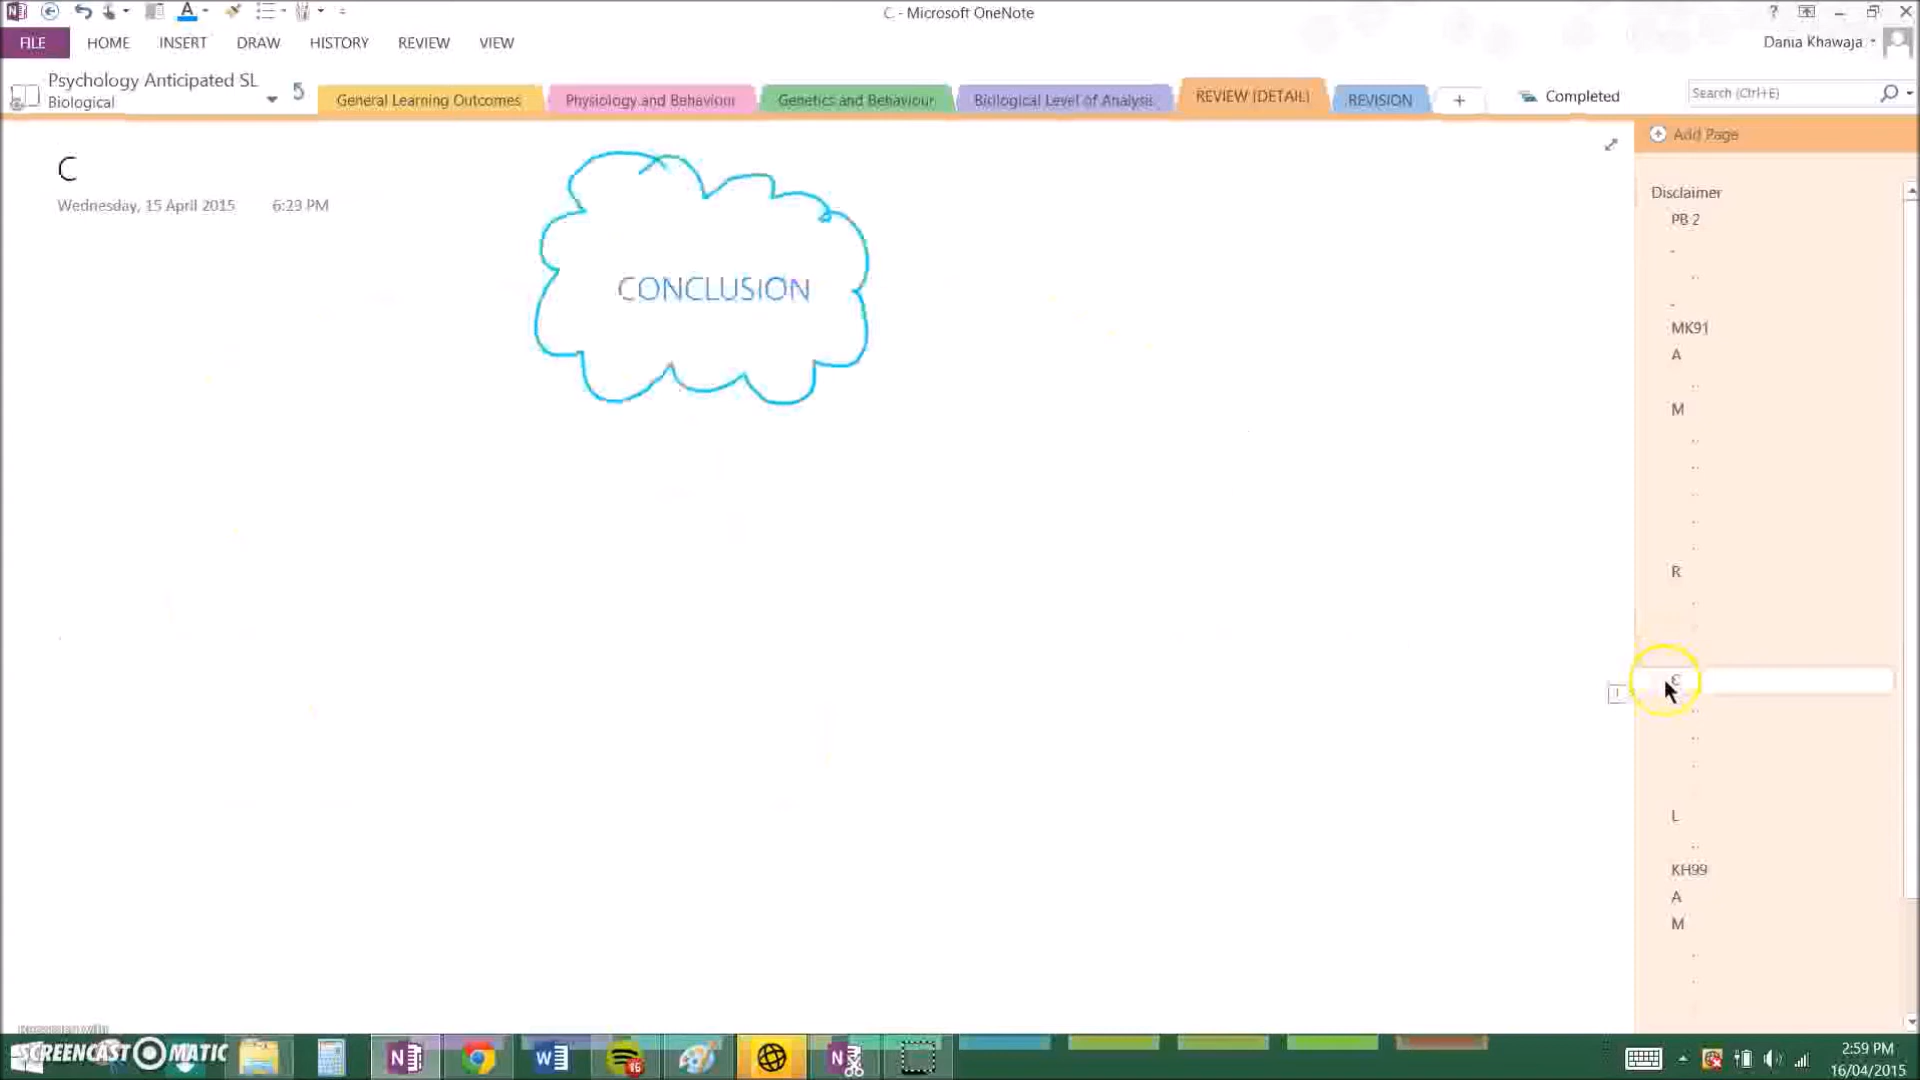 C - Microsoft OneNote
FILE HOME INSERT DRAW HISTORY REVIEW VIEW
Dania Khawaja
Psychology Anticipated SL
Biological
General Learning Outcomes
Physiology and Behaviour
Genetics and Behaviour
Biological Level of Analysis
REVIEW (DETAIL)
REVISION
Completed
Search (Ctrl+E)
Add Page
C
Wednesday, 15 April 2015 6:23 PM
CONCLUSION
Disclaimer
PB 2
-
..
-
MK91
A
..
M
..
..
..
..
..
R
..
C
..
..
..
L
..
KH99
A
M
..
..
SCREENCAST MATIC
2:59 PM
16/04/2015